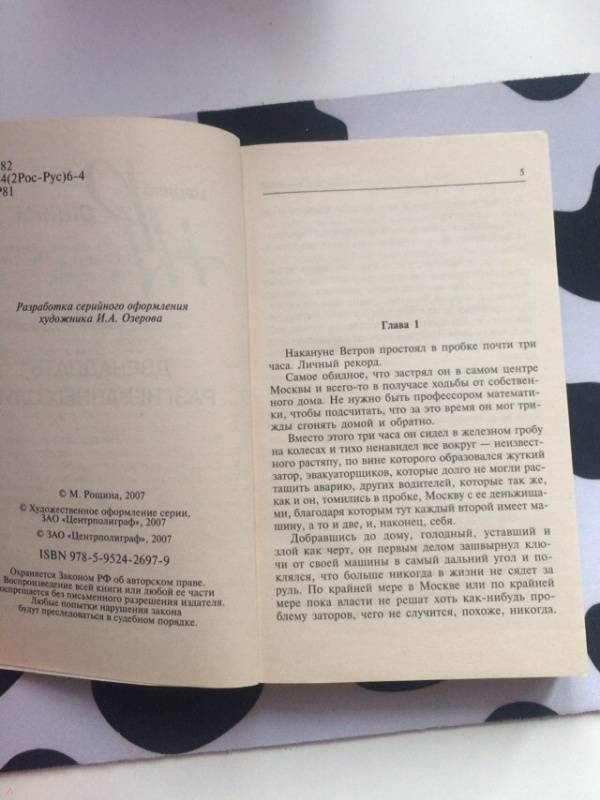 82
4(2Рос-Рус)6-4
Р81
Разработка серийного оформления
художника И.А. Озерова
© М. Рощина, 2007
© Художественное оформление серии,
ЗАО «Центрполиграф», 2007
© ЗАО «Центрполиграф», 2007
ISBN 978-5-9524-2697-9
Охраняется Законом РФ об авторском праве.
Воспроизведение всей книги или любой ее части
воспрещается без письменного разрешения издателя.
Любые попытки нарушения закона
будут преследоваться в судебном порядке.
5
Глава 1
Накануне Ветров простоял в пробке почти три
часа. Личный рекорд.
Самое обидное, что застрял он в самом центре
Москвы и всего-то в получасе ходьбы от собствен-
ного дома. Не нужно быть профессором математи-
ки, чтобы подсчитать, что за это время он мог три-
жды сгонять домой и обратно.
Вместо этого три часа он сидел в железном гробу
на колесах и тихо ненавидел все вокруг — неизвест-
ного растяпу, по вине которого образовался жуткий
затор, эвакуаторщиков, которые долго не могли рас-
тащить аварию, других водителей, которые так же,
как и он, томились в пробке, Москву с ее деньжища-
ми, благодаря которым тут каждый второй имеет ма-
шину, а то и две, и, наконец, себя.
Добравшись до дому, голодный, уставший и
злой как черт, он первым делом зашвырнул клю-
чи от своей машины в самый дальний угол и по-
клялся, что больше никогда в жизни не сядет за
руль. По крайней мере в Москве или по крайней
мере пока власти не решат хоть как-нибудь про-
блему заторов, чего не случится, похоже, никогда.